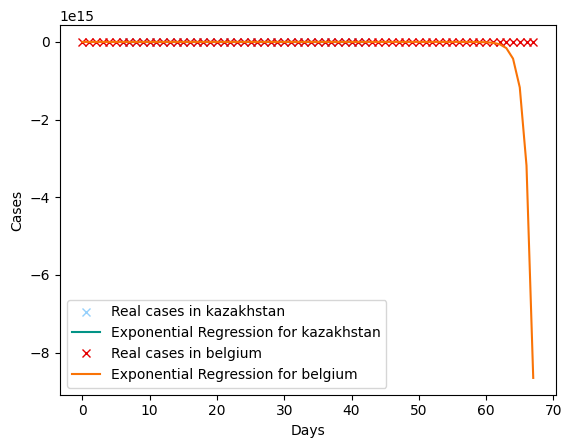 1e15
0
−2
−4
−6
−8
Cases
Real cases in kazakhstan
Exponential Regression for kazakhstan
Real cases in belgium
Exponential Regression for belgium
0 10 20 30 40 50 60 70
Days